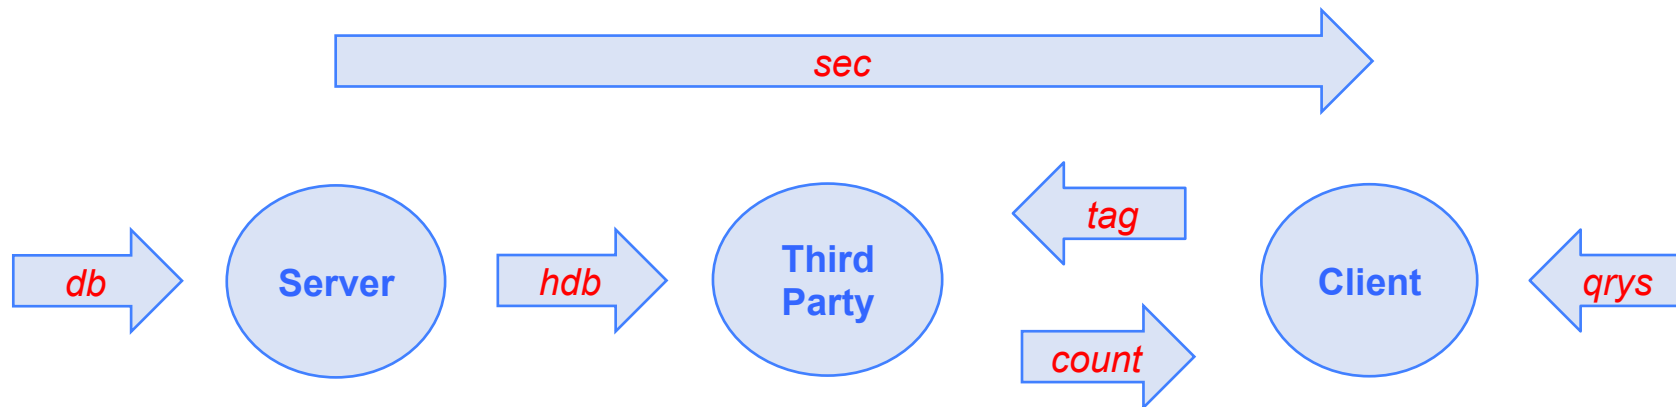 sec
db
Server
hdb
Third
Party
tag
count
Client
qrys